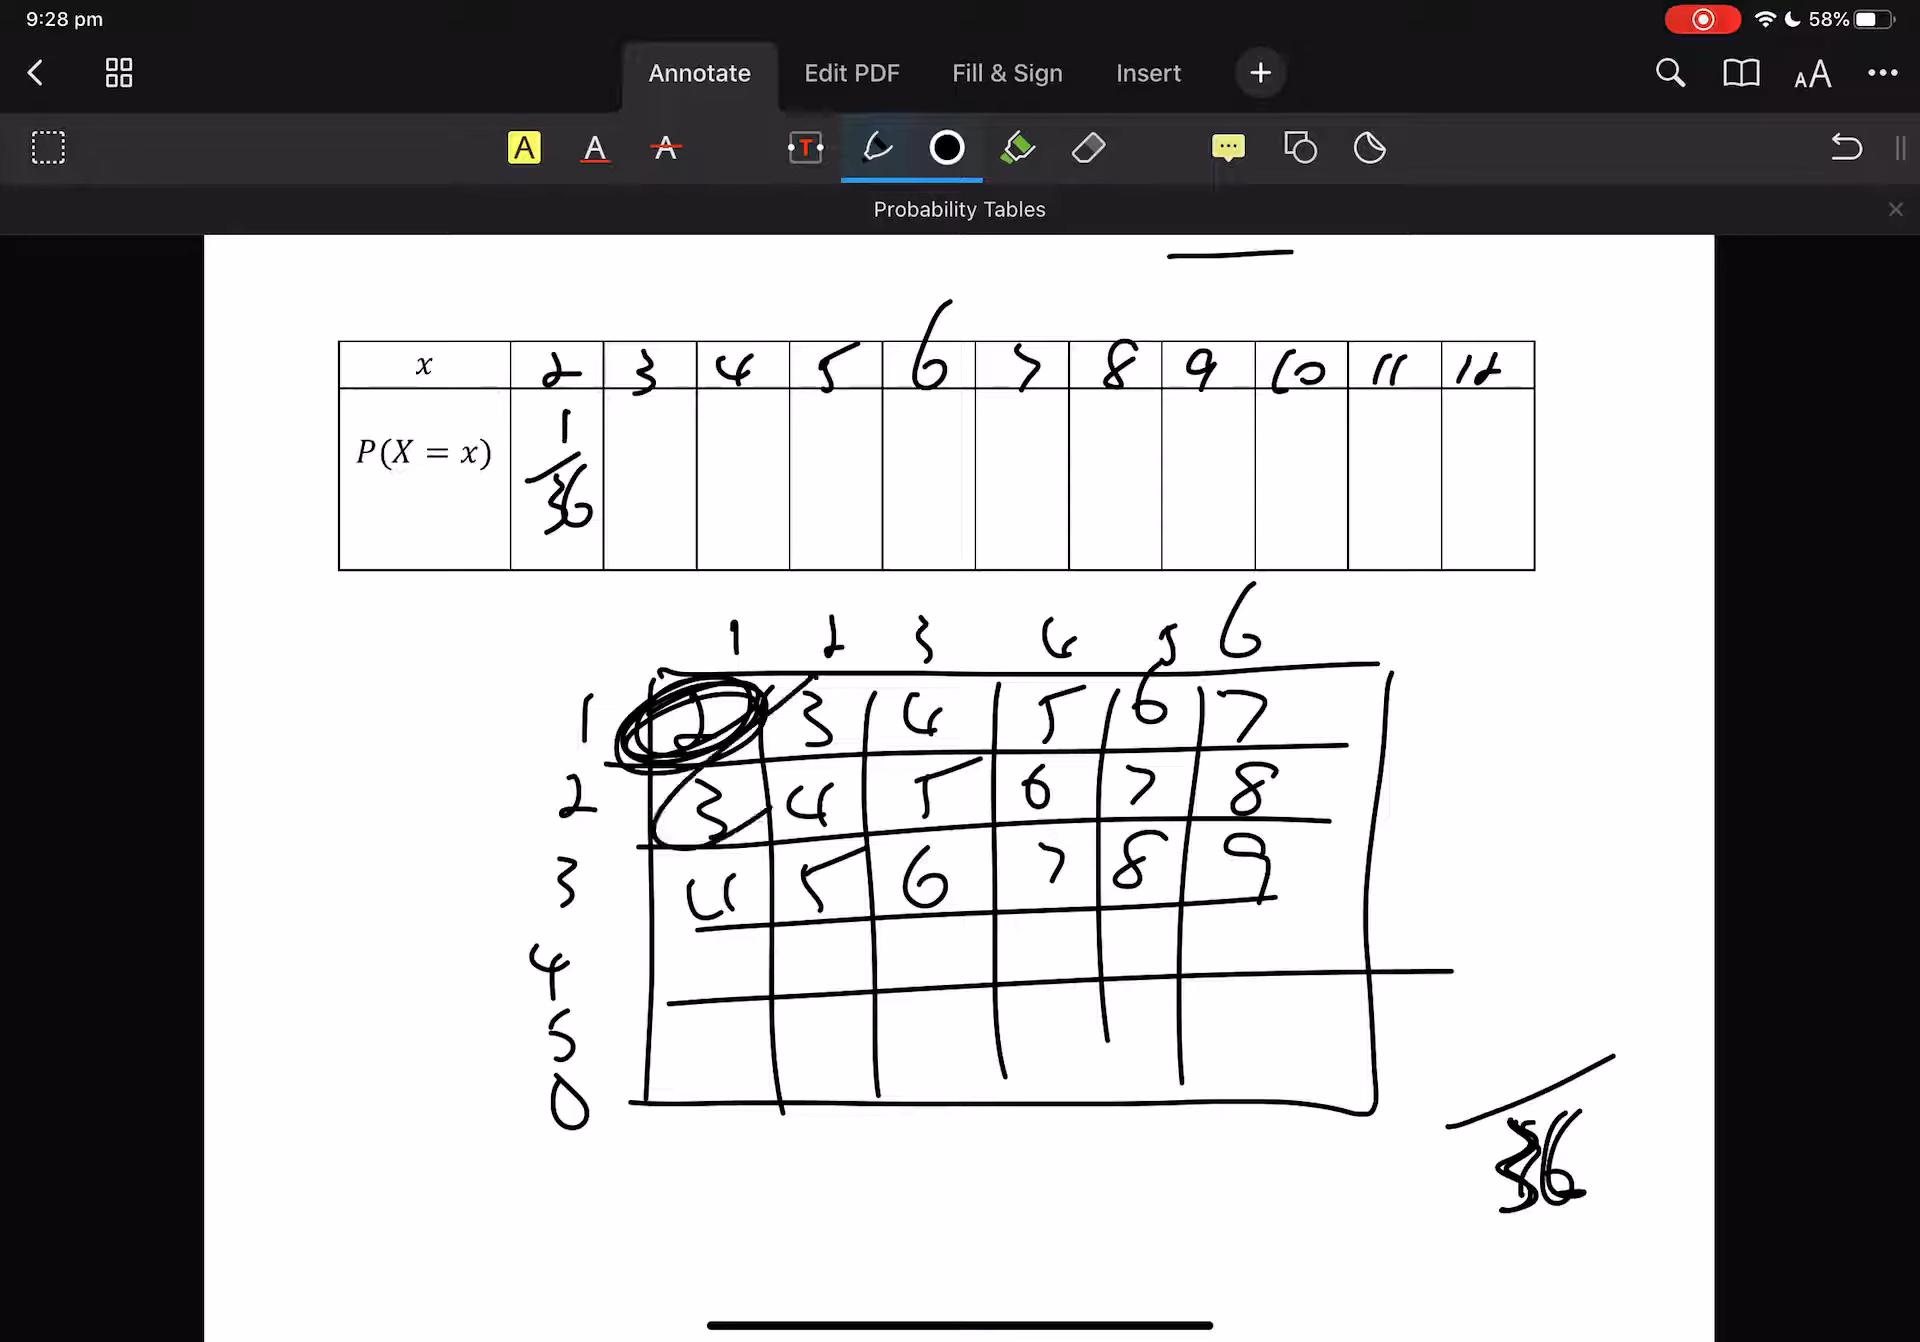 9:28 pm 58%
Annotate Edit PDF Fill & Sign Insert + AA
A A A T
Probability Tables
x 2 3 4 5 6 7 8 9 10 11 12
P(X = x) 1/36
1 2 3 4 5 6
1 2 3 4 5 6 7
2 3 4 5 6 7 8
3 4 5 6 7 8 9
4
5
0
/36